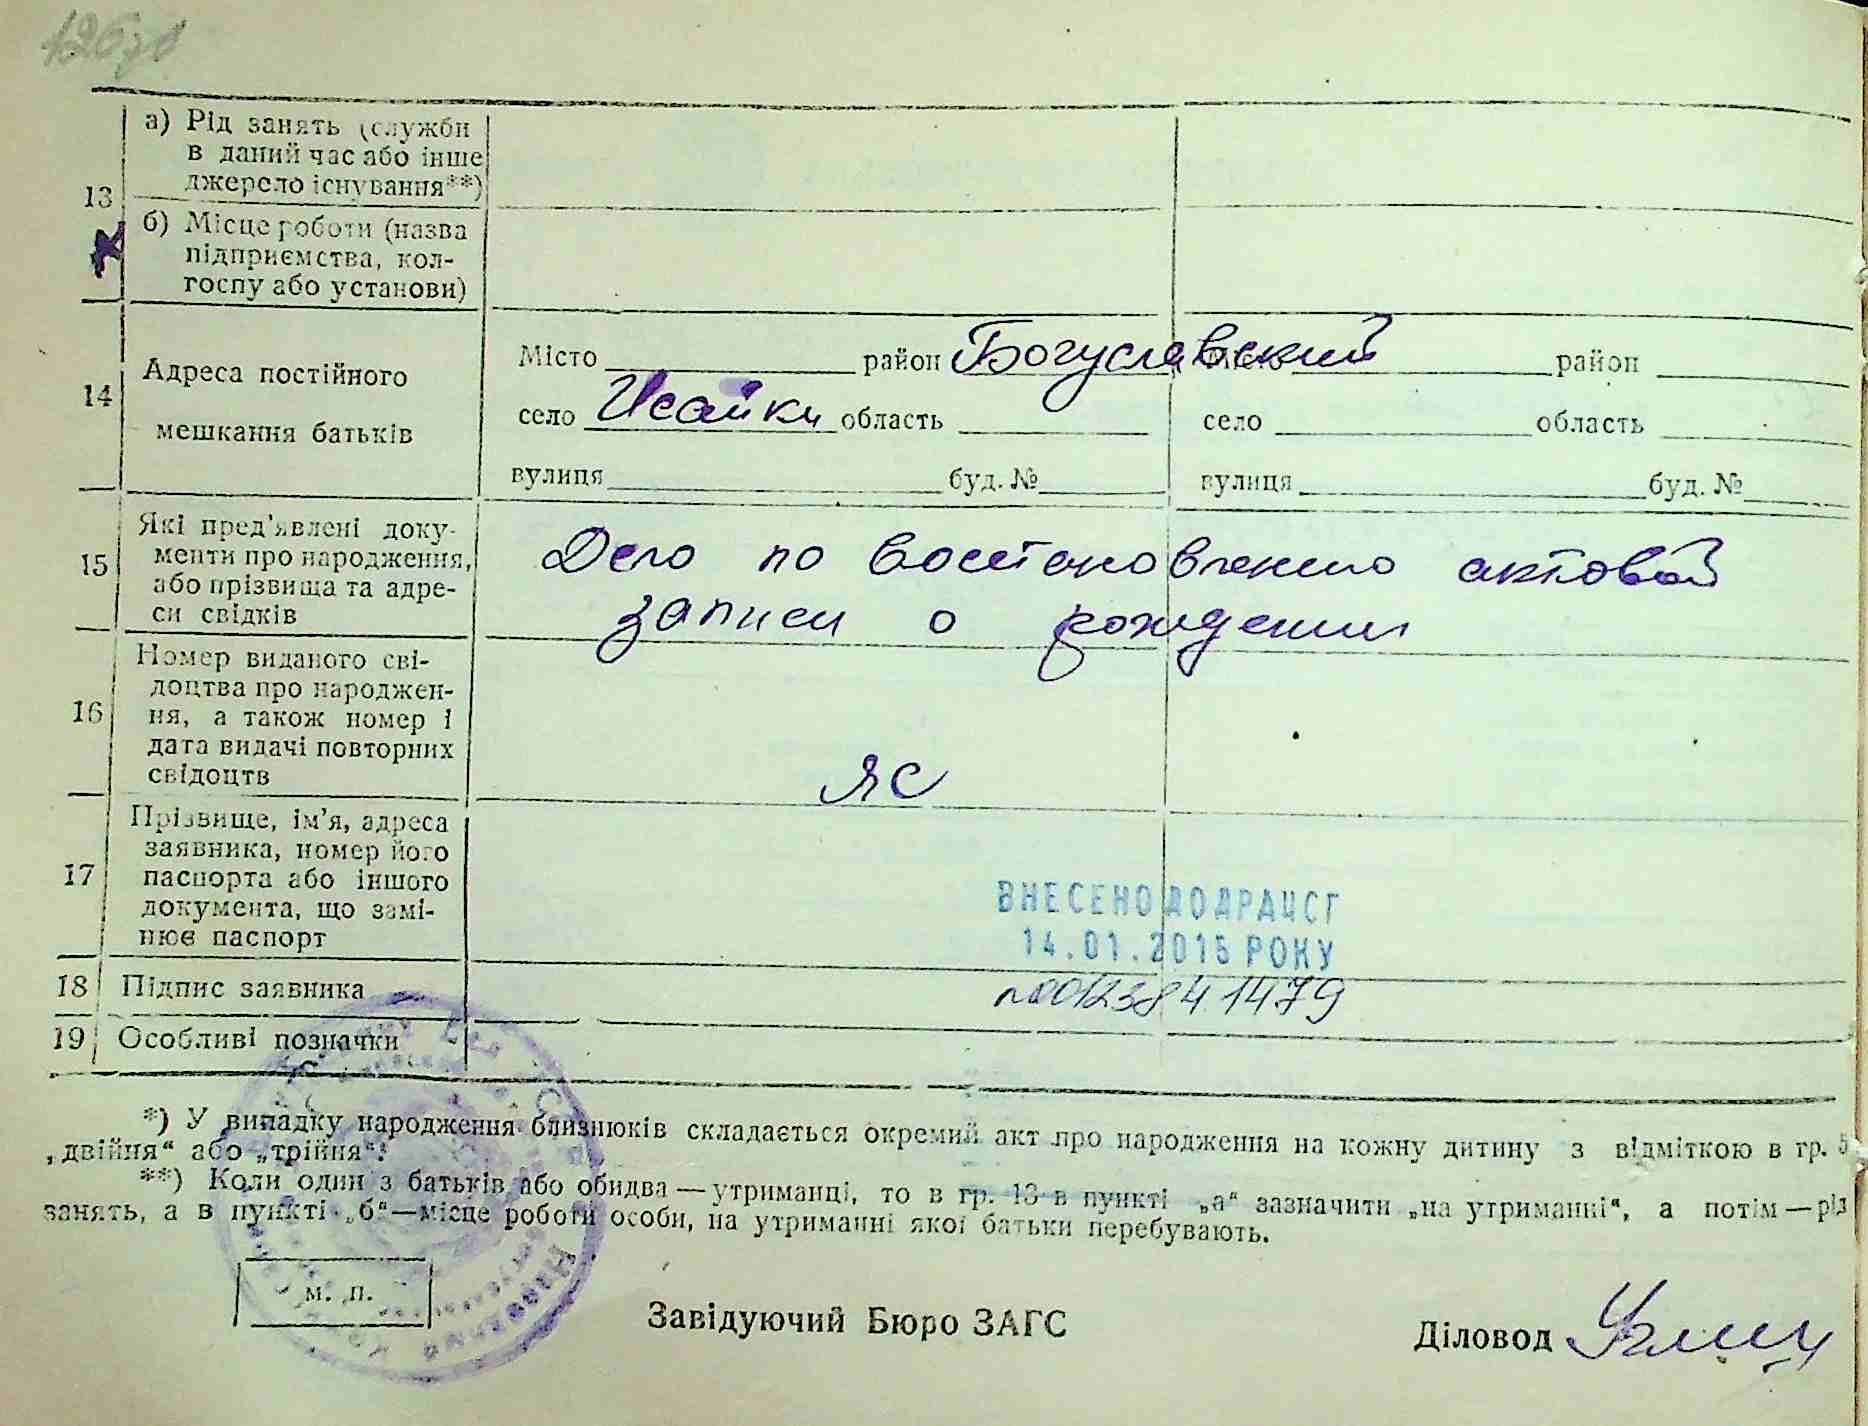 13
а) Рід занять (служби
в даний час або інше
джерело існування**)
б) Місце роботи (назва
підприємства, кол-
госпу або установи)
14
Адреса постійного
мешкання батьків
Місто район Богуславский Місто район
село Исайки область село область
вулиця буд. № вулиця буд. №
15
Які пред'явлені доку-
менти про народження,
або прізвища та адре-
си свідків
Дело по восстановлению актовой
записи о рождении
16
Номер виданого сві-
доцтва про народжен-
ня, а також номер і
дата видачі повторних
свідоцтв
ЯС
17
Прізвище, ім'я, адреса
заявника, номер його
паспорта або іншого
документа, що замі-
нює паспорт
ВНЕСЕНО ДО ДРАЦСГ
14.01.2015 РОКУ
18 Підпис заявника
№00123841479
19 Особливі позначки
*) У випадку народження близнюків складається окремий акт про народження на кожну дитину з відміткою в гр. 5
„двійня“ або „трійня“.
**) Коли один з батьків або обидва — утриманці, то в гр. 13 в пункті „а“ зазначити „на утриманні“, а потім — рід
занять, а в пункті „б“ — місце роботи особи, на утриманні якої батьки перебувають.
м. п.
Завідуючий Бюро ЗАГС
Діловод